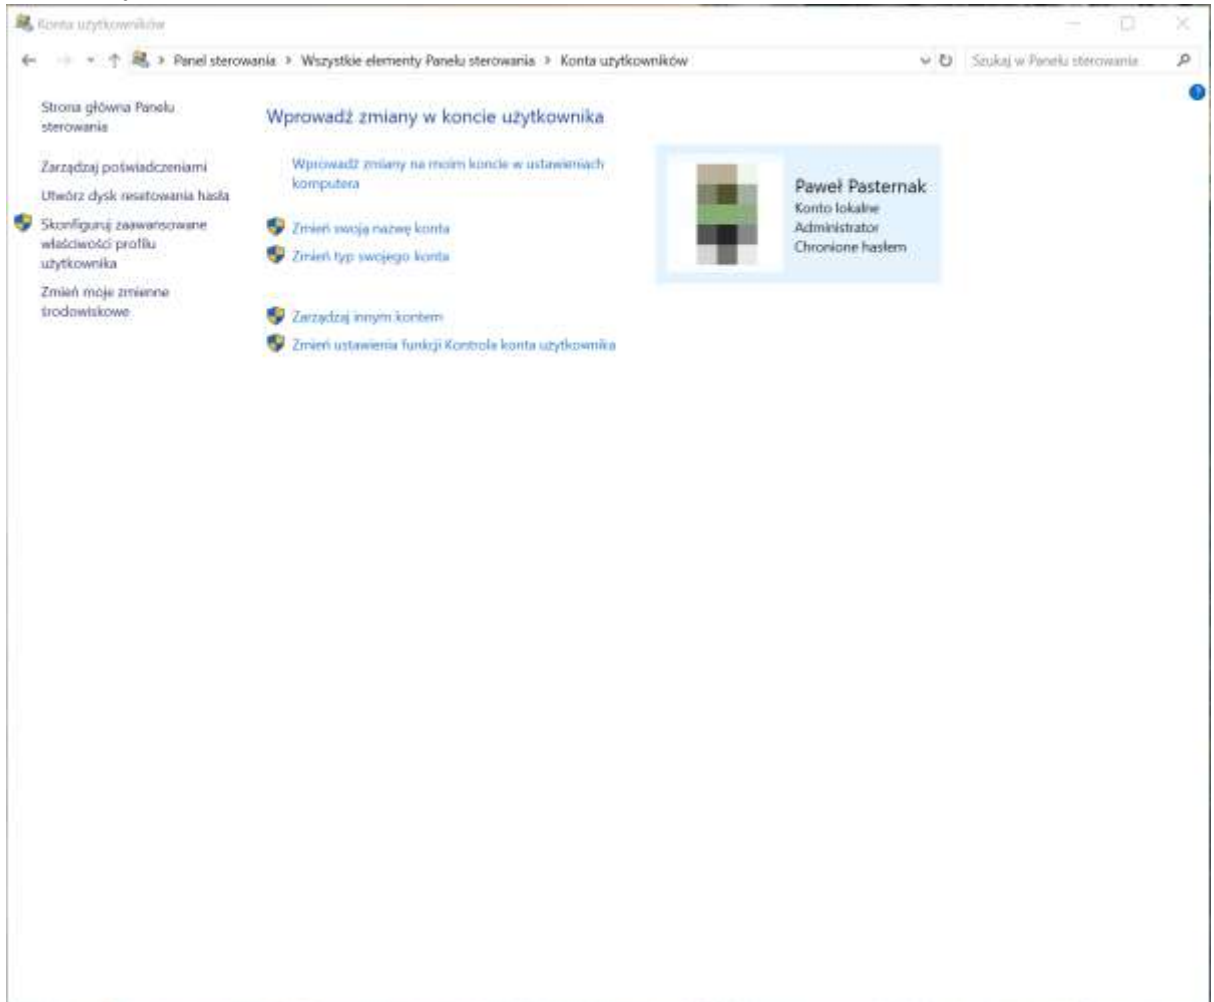 Konta użytkowników
Panel sterowania > Wszystkie elementy Panelu sterowania > Konta użytkowników
Szukaj w Panelu sterowania
Strona główna Panelu
sterowania
Zarządzaj poświadczeniami
Utwórz dysk resetowania hasła
Skonfiguruj zaawansowane
właściwości profilu
użytkownika
Zmień moje zmienne
środowiskowe
Wprowadź zmiany w koncie użytkownika
Wprowadź zmiany na moim koncie w ustawieniach
komputera
Zmień swoją nazwę konta
Zmień typ swojego konta
Zarządzaj innym kontem
Zmień ustawienia funkcji Kontrola konta użytkownika
Paweł Pasternak
Konto lokalne
Administrator
Chronione hasłem